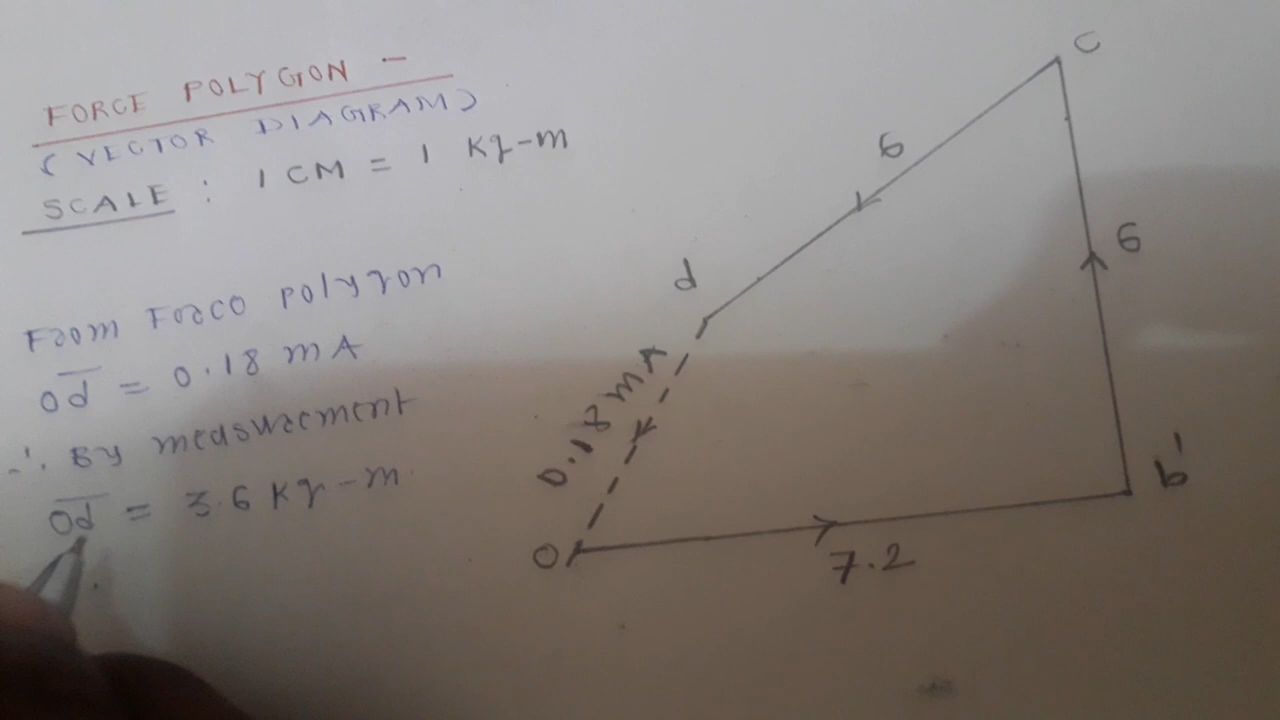 FORCE POLYGON -
( VECTOR DIAGRAM)
SCALE : 1 CM = 1 Kg-m
From Force polygon
od = 0.18 mA
∴ By measurement
od = 3.6 Kg-m
c
6
6
d
0.18 mA
b'
o
7.2